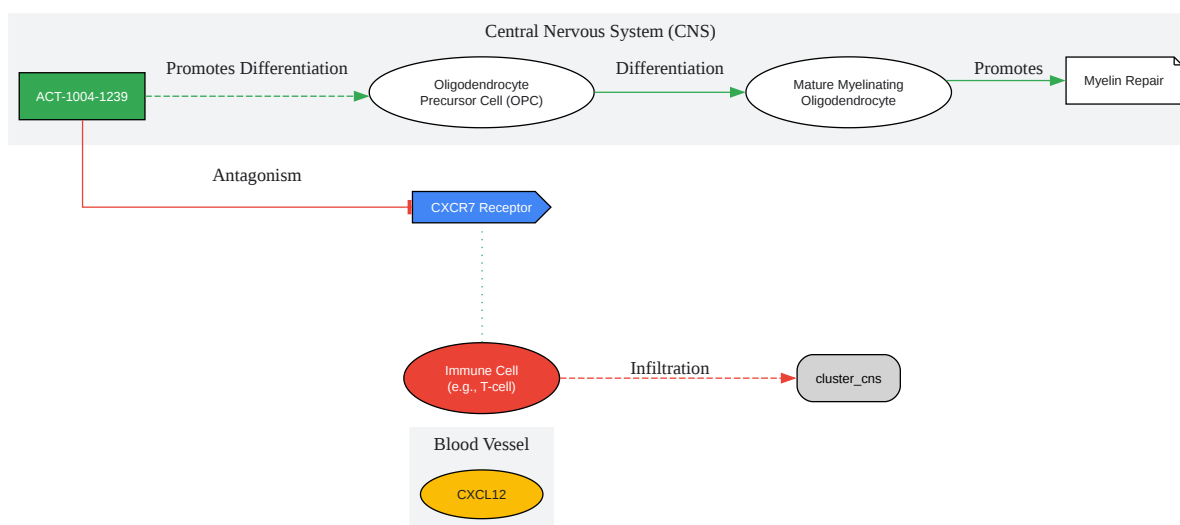 Central Nervous System (CNS)
ACT-1004-1239
Promotes Differentiation
Oligodendrocyte
Precursor Cell (OPC)
Differentiation
Mature Myelinating
Oligodendrocyte
Promotes
Myelin Repair
Antagonism
CXCR7 Receptor
Immune Cell
(e.g., T-cell)
Infiltration
cluster_cns
Blood Vessel
CXCL12